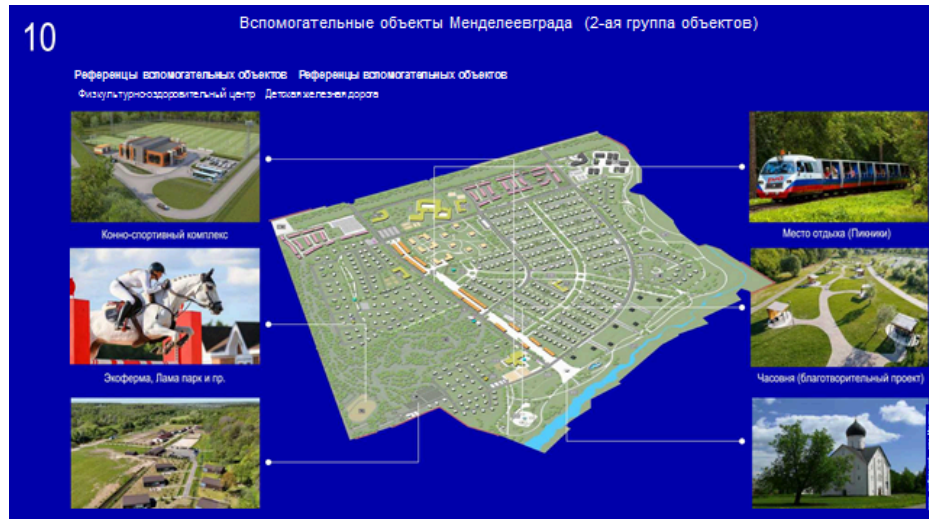 10
Вспомогательные объекты Менделеевграда (2-ая группа объектов)
Референцы вспомогательных объектов Референцы вспомогательных объектов
Физкультурно-оздоровительный центр Детская железная дорога
Конно-спортивный комплекс
Место отдыха (Пикники)
Экоферма, Лама парк и пр.
Часовня (благотворительный проект)